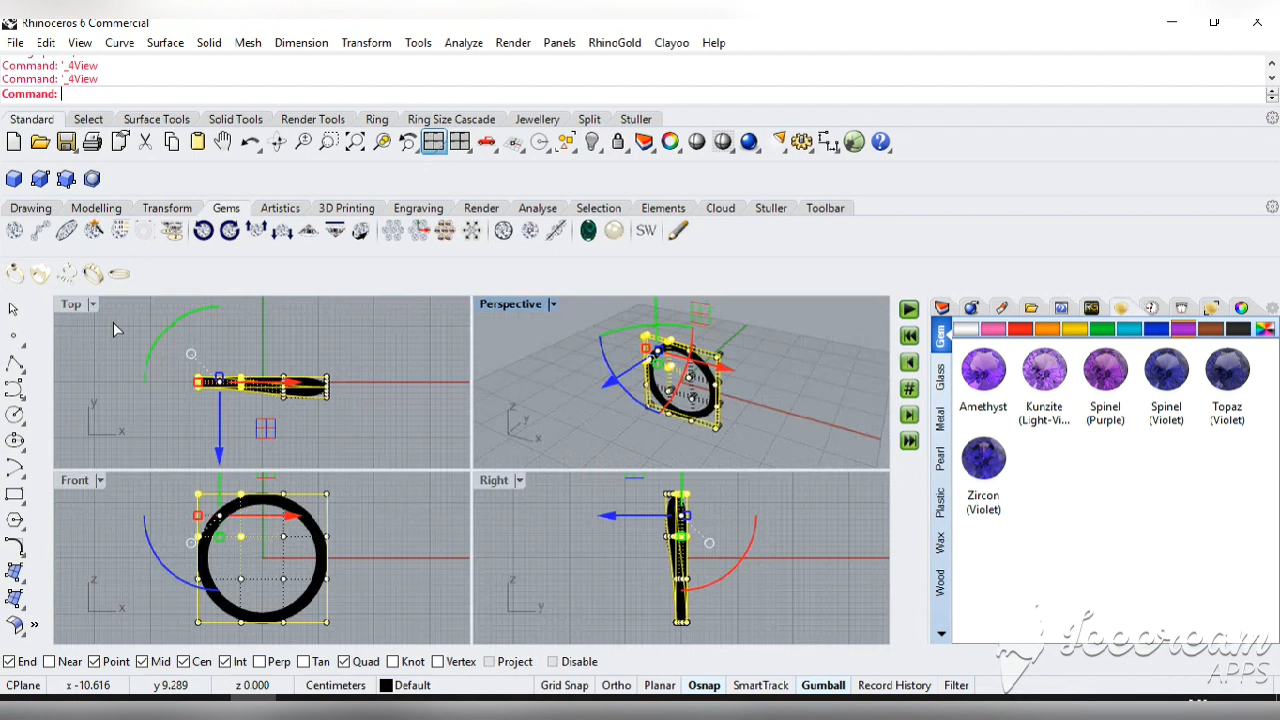 Rhinoceros 6 Commercial
File Edit View Curve Surface Solid Mesh Dimension Transform Tools Analyze Render Panels RhinoGold Clayoo Help
Command: '_4View
Command: '_4View
Command:
Standard Select Surface Tools Solid Tools Render Tools Ring Ring Size Cascade Jewellery Split Stuller
Drawing Modelling Transform Gems Artistics 3D Printing Engraving Render Analyse Selection Elements Cloud Stuller Toolbar
SW
Top
Perspective
Front
Right
y x
z y x
z x
z y
#
Gem
Glass
Metal
Pearl
Plastic
Wax
Wood
Amethyst Kunzite (Light-Vi... Spinel (Purple) Spinel (Violet) Topaz (Violet)
Zircon (Violet)
Icecream
APPS
End Near Point Mid Cen Int Perp Tan Quad Knot Vertex Project Disable
CPlane x -10.616 y 9.289 z 0.000 Centimeters Default Grid Snap Ortho Planar Osnap SmartTrack Gumball Record History Filter